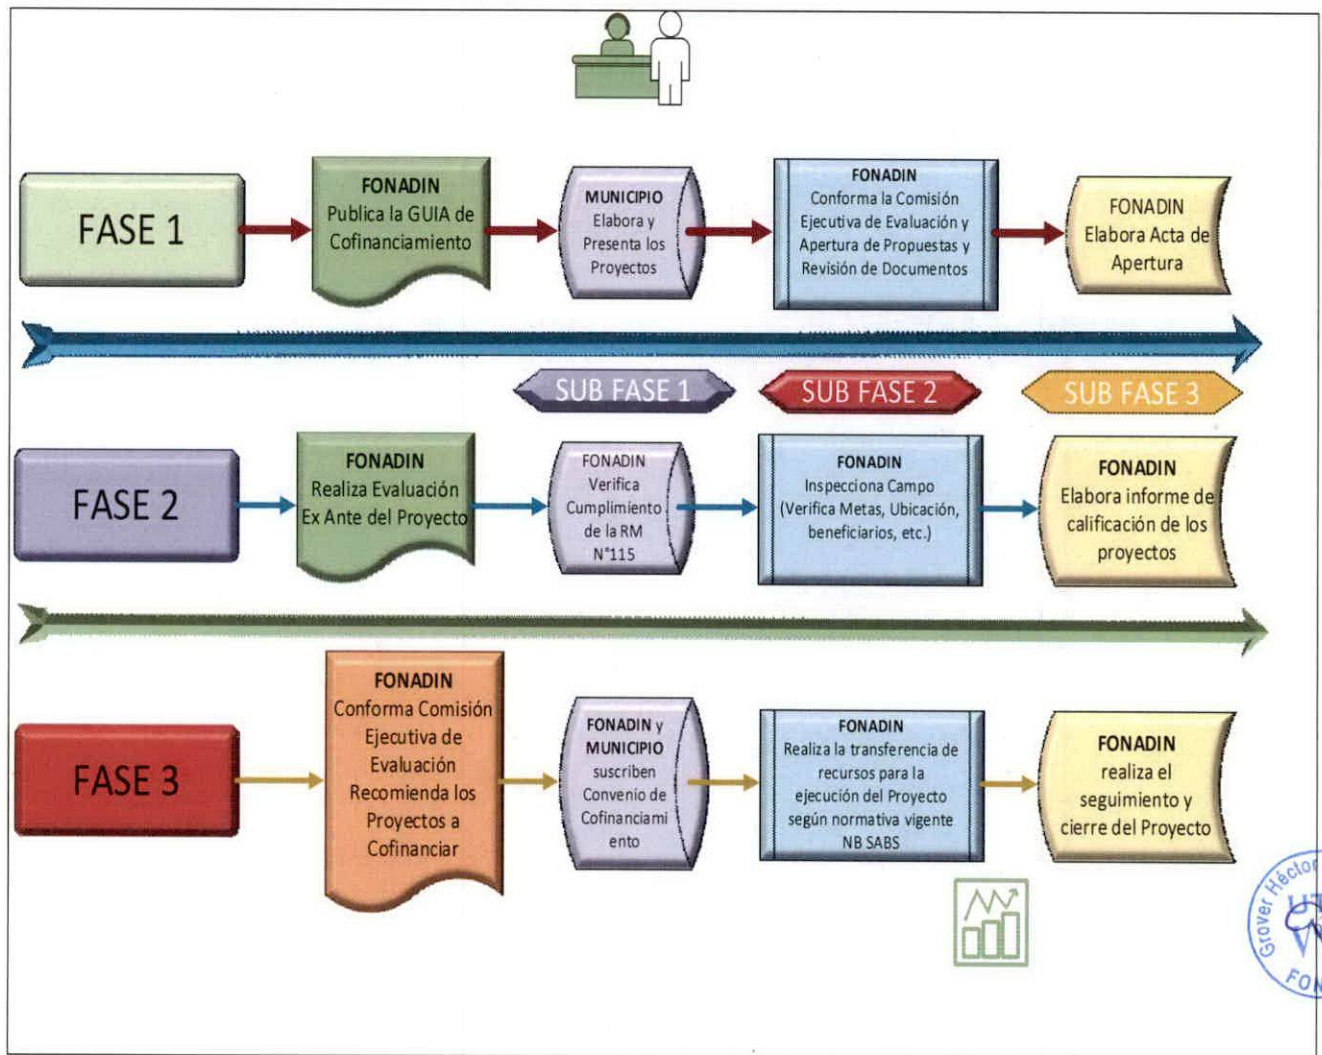 FASE 1
FONADIN
Publica la GUIA de
Cofinanciamiento
MUNICIPIO
Elabora y
Presenta los
Proyectos
FONADIN
Conforma la Comisión
Ejecutiva de Evaluación y
Apertura de Propuestas y
Revisión de Documentos
FONADIN
Elabora Acta de
Apertura
SUB FASE 1
SUB FASE 2
SUB FASE 3
FASE 2
FONADIN
Realiza Evaluación
Ex Ante del Proyecto
FONADIN
Verifica
Cumplimiento
de la RM
N°115
FONADIN
Inspecciona Campo
(Verifica Metas, Ubicación,
beneficiarios, etc.)
FONADIN
Elabora informe de
calificación de los
proyectos
FASE 3
FONADIN
Conforma Comisión
Ejecutiva de
Evaluación
Recomienda los
Proyectos a
Cofinanciar
FONADIN y
MUNICIPIO
suscriben
Convenio de
Cofinanciami
ento
FONADIN
Realiza la transferencia de
recursos para la
ejecución del Proyecto
según normativa vigente
NB SABS
FONADIN
realiza el
seguimiento y
cierre del Proyecto
Grover Héctor